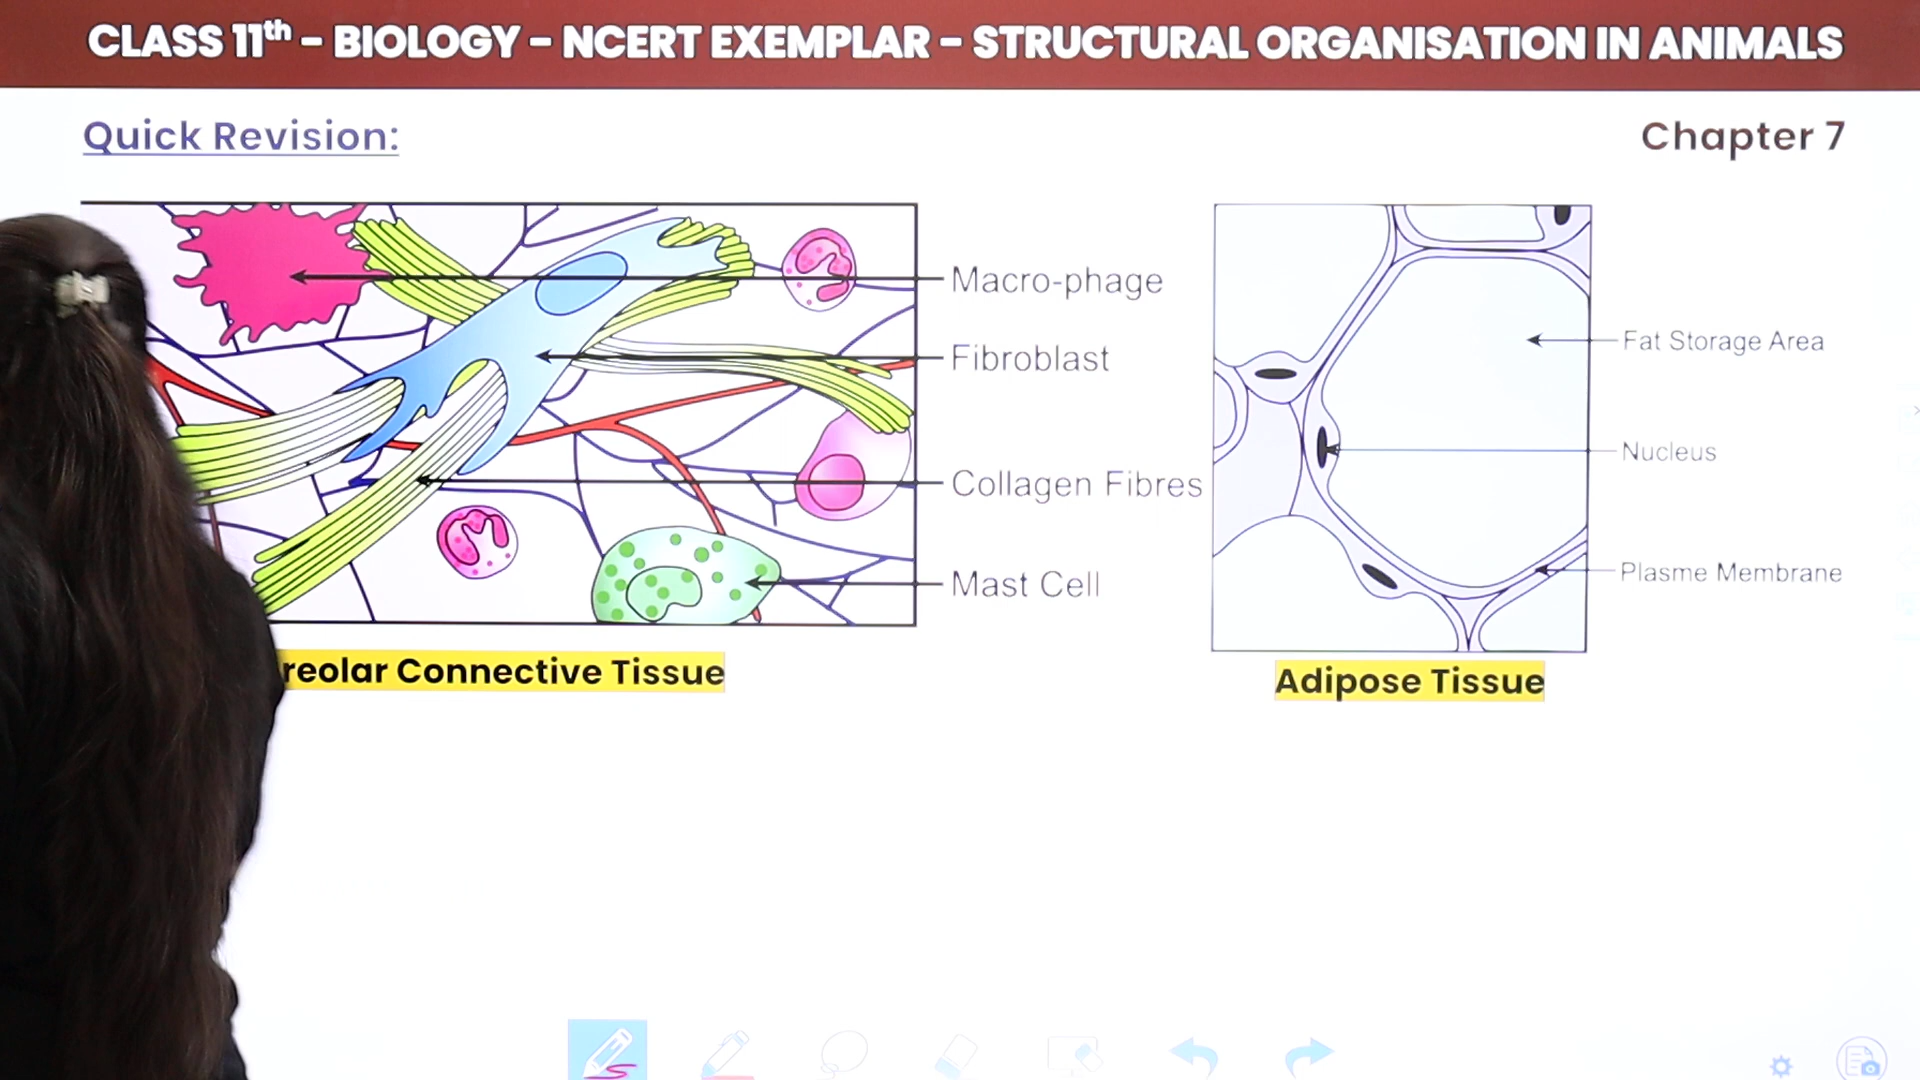 CLASS 11th - BIOLOGY - NCERT EXEMPLAR - STRUCTURAL ORGANISATION IN ANIMALS
Quick Revision:
Chapter 7
Macro-phage
Fibroblast
Collagen Fibres
Mast Cell
reolar Connective Tissue
Fat Storage Area
Nucleus
Plasme Membrane
Adipose Tissue